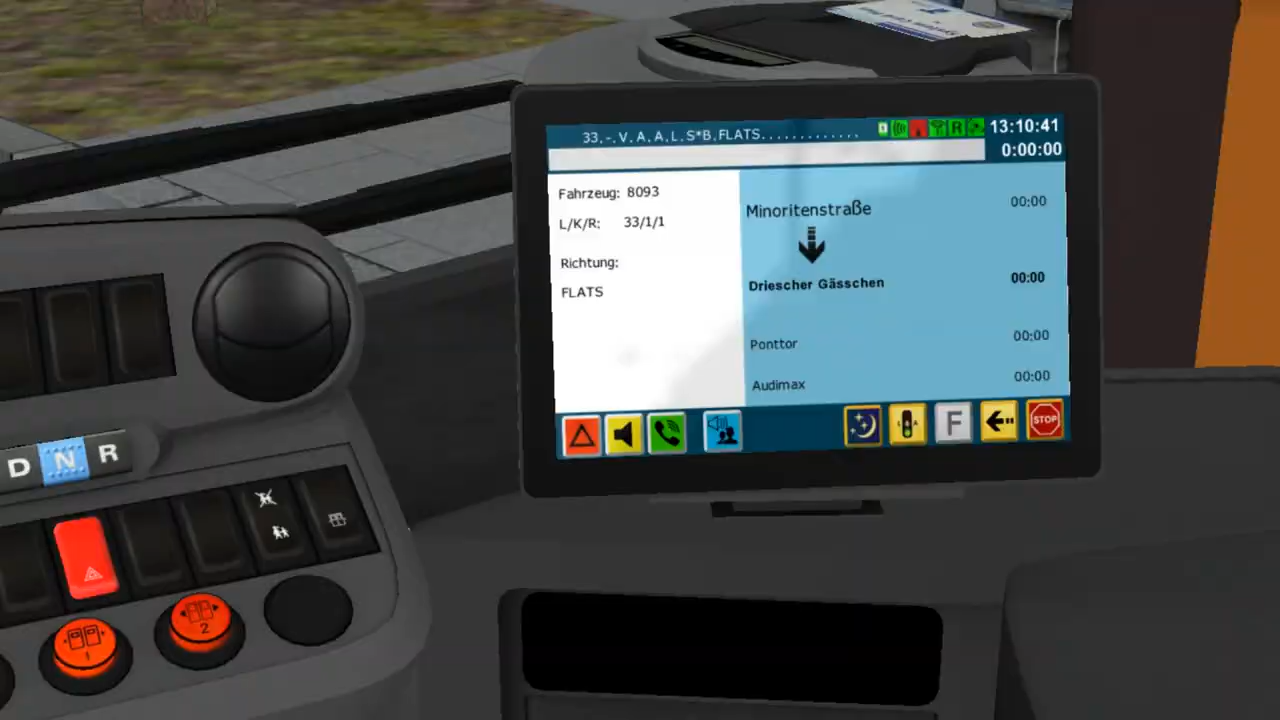 33,-.V.A,A,L.S*B,FLATS.............
R
13:10:41
0:00:00
Fahrzeug: 8093
L/K/R: 33/1/1
Richtung:
FLATS
Minoritenstraße 00:00
Driescher Gässchen 00:00
Ponttor 00:00
Audimax 00:00
F
STOP
D N R
1
2